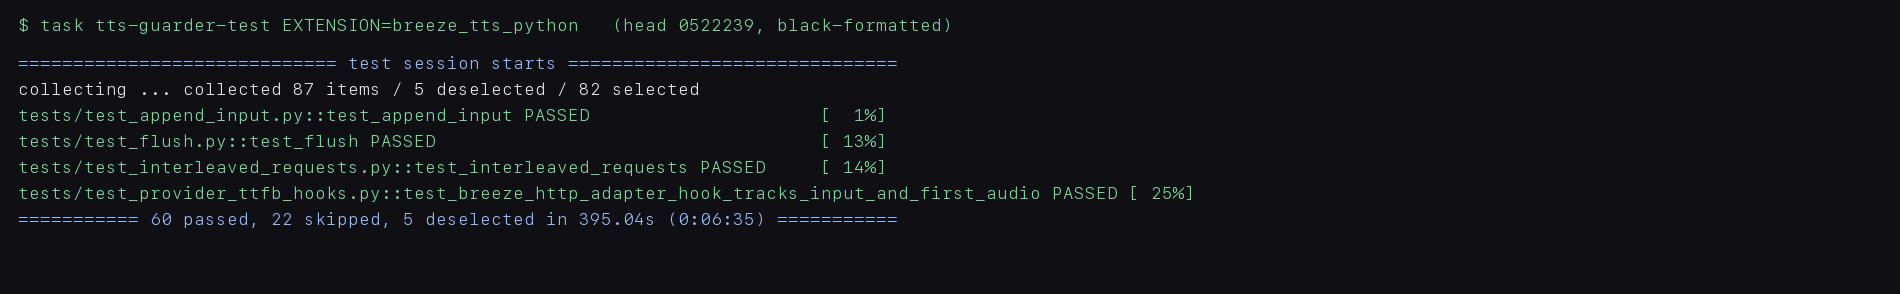 $ task tts-guarder-test EXTENSION=breeze_tts_python   (head 0522239, black-formatted)
============================= test session starts ==============================
collecting ... collected 87 items / 5 deselected / 82 selected
tests/test_append_input.py::test_append_input PASSED                     [  1%]
tests/test_flush.py::test_flush PASSED                                   [ 13%]
tests/test_interleaved_requests.py::test_interleaved_requests PASSED     [ 14%]
tests/test_provider_ttfb_hooks.py::test_breeze_http_adapter_hook_tracks_input_and_first_audio PASSED [ 25%]
=========== 60 passed, 22 skipped, 5 deselected in 395.04s (0:06:35) ===========